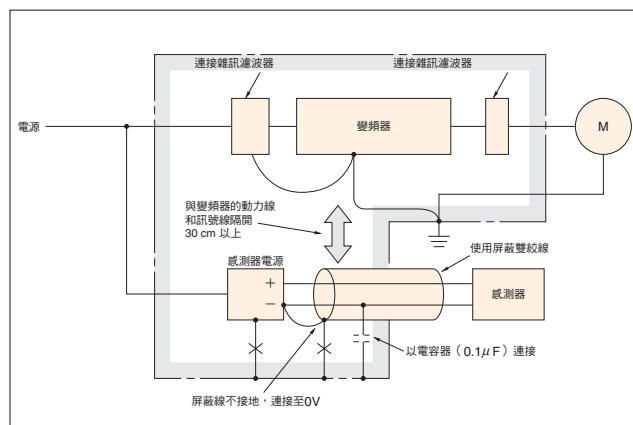 連接雜訊濾波器
連接雜訊濾波器
電源
變頻器
M
與變頻器的動力線
和訊號線隔開
30 cm 以上
使用屏蔽雙絞線
感測器電源
+
−
感測器
以電容器（0.1μF）連接
屏蔽線不接地，連接至0V